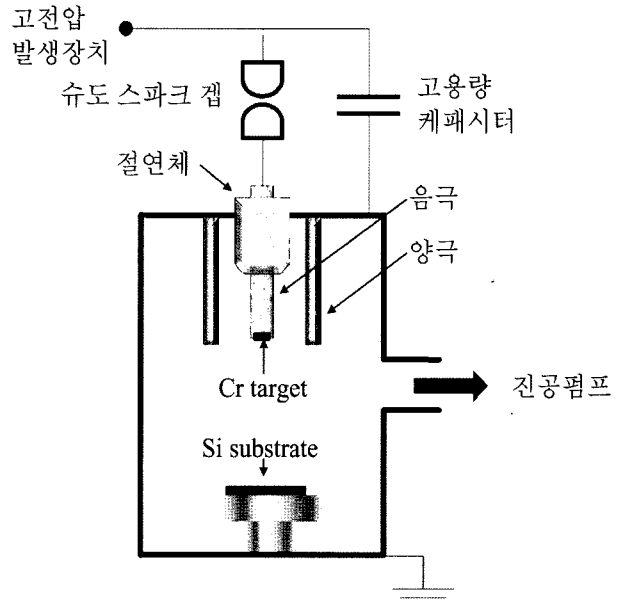 고전압
발생장치
슈도 스파크 겝
고용량
케패시터
절연체
음극
양극
Cr target
진공펌프
Si substrate